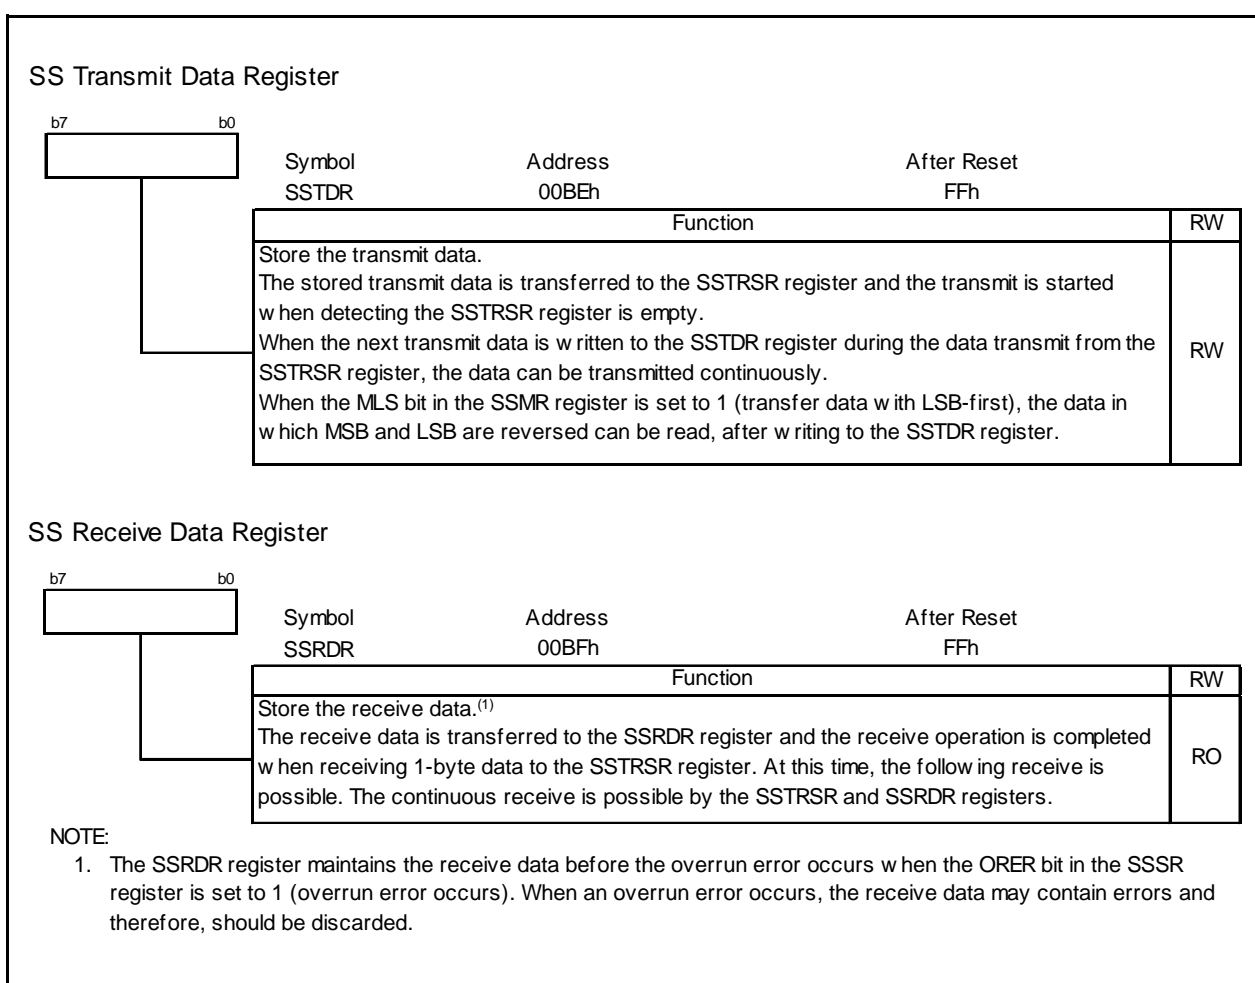 SS Transmit Data Register
b7 b0
Symbol Address After Reset
SSTDR 00BEh FFh
Function RW
Store the transmit data.
The stored transmit data is transferred to the SSTRSR register and the transmit is started
when detecting the SSTRSR register is empty.
When the next transmit data is written to the SSTDR register during the data transmit from the
SSTRSR register, the data can be transmitted continuously.
When the MLS bit in the SSMR register is set to 1 (transfer data with LSB-first), the data in
which MSB and LSB are reversed can be read, after writing to the SSTDR register.
RW
SS Receive Data Register
b7 b0
Symbol Address After Reset
SSRDR 00BFh FFh
Function RW
Store the receive data.(1)
The receive data is transferred to the SSRDR register and the receive operation is completed
when receiving 1-byte data to the SSTRSR register. At this time, the following receive is
possible. The continuous receive is possible by the SSTRSR and SSRDR registers.
RO
NOTE:
1. The SSRDR register maintains the receive data before the overrun error occurs when the ORER bit in the SSSR
register is set to 1 (overrun error occurs). When an overrun error occurs, the receive data may contain errors and
therefore, should be discarded.